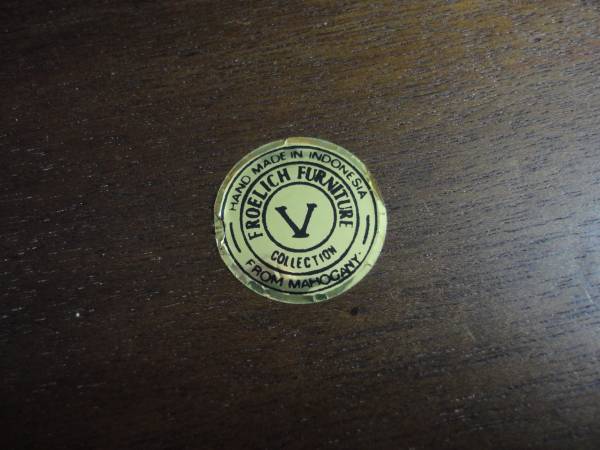 HAND MADE IN INDONESIA
FROELICH FURNITURE
V
COLLECTION
FROM MAHOGANY